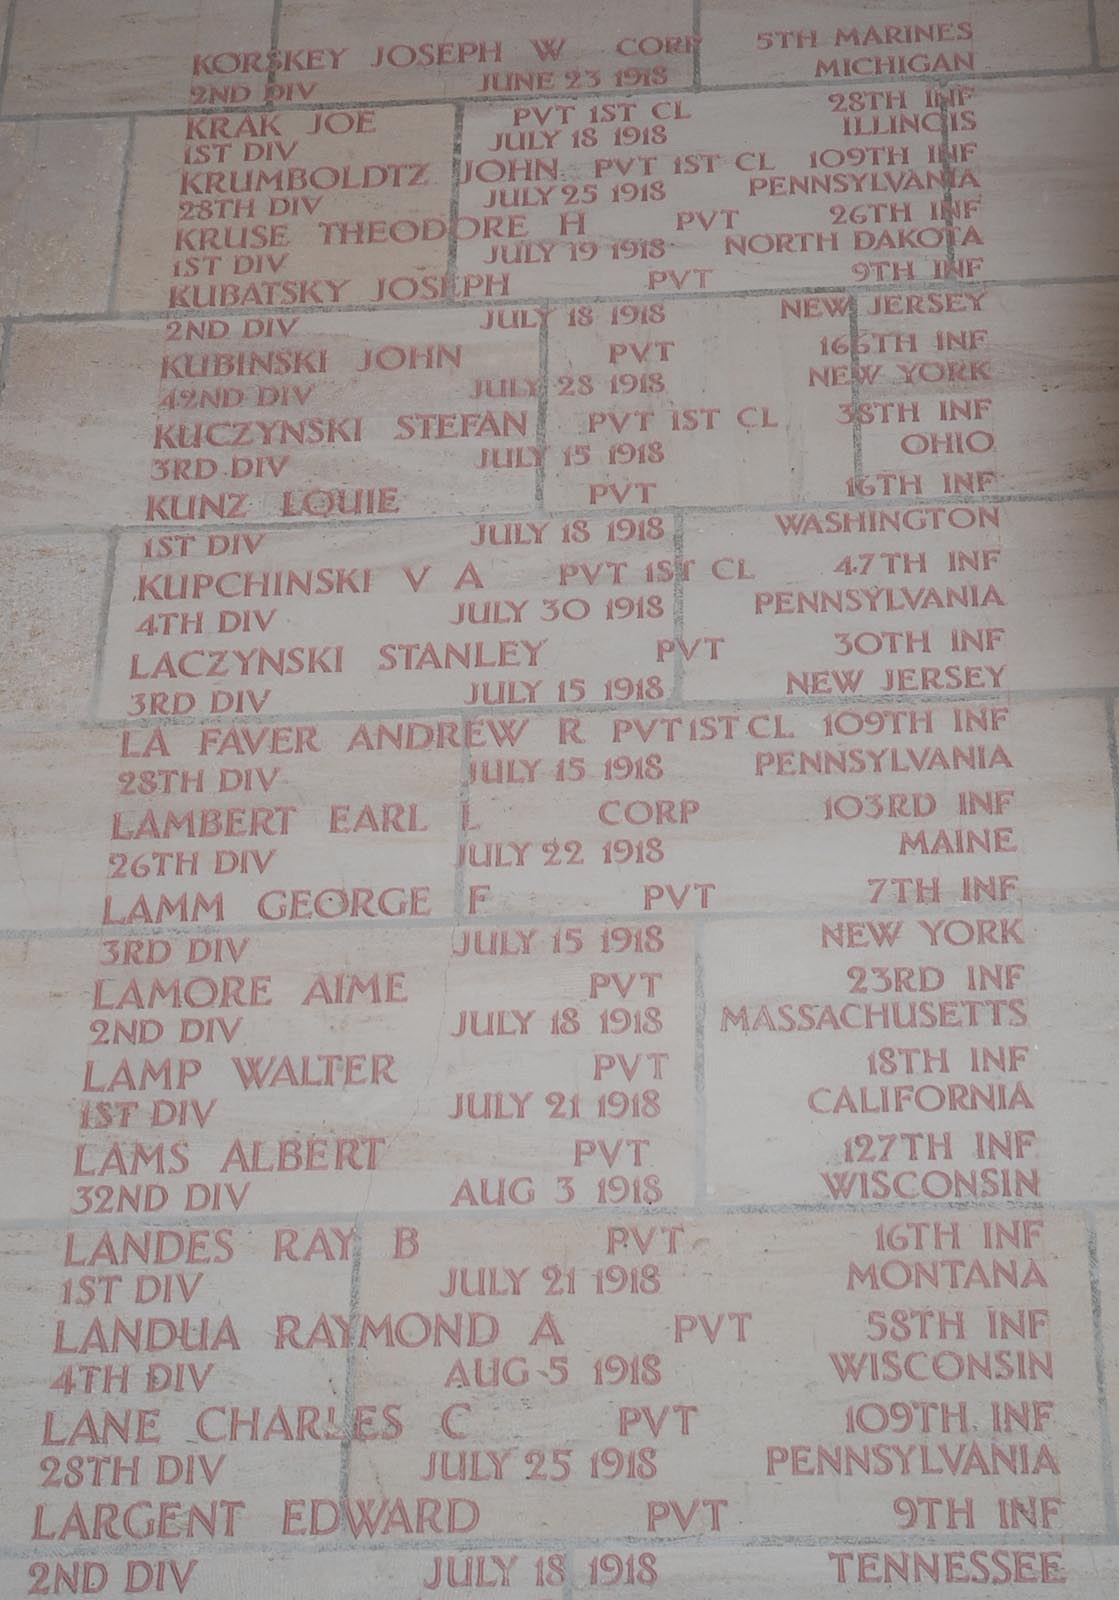 KORSKEY JOSEPH W CORP 5TH MARINES
2ND DIV JUNE 23 1918 MICHIGAN
KRAK JOE PVT 1ST CL 28TH INF
1ST DIV JULY 18 1918 ILLINOIS
KRUMBOLDTZ JOHN PVT 1ST CL 109TH INF
28TH DIV JULY 25 1918 PENNSYLVANIA
KRUSE THEODORE H PVT 26TH INF
1ST DIV JULY 19 1918 NORTH DAKOTA
KUBATSKY JOSEPH PVT 9TH INF
2ND DIV JULY 18 1918 NEW JERSEY
KUBINSKI JOHN PVT 166TH INF
42ND DIV JULY 28 1918 NEW YORK
KUCZYNSKI STEFAN PVT 1ST CL 38TH INF
3RD DIV JULY 15 1918 OHIO
KUNZ LOUIE PVT 16TH INF
1ST DIV JULY 18 1918 WASHINGTON
KUPCHINSKI V A PVT 1ST CL 47TH INF
4TH DIV JULY 30 1918 PENNSYLVANIA
LACZYNSKI STANLEY PVT 30TH INF
3RD DIV JULY 15 1918 NEW JERSEY
LA FAVER ANDREW R PVT 1ST CL 109TH INF
28TH DIV JULY 15 1918 PENNSYLVANIA
LAMBERT EARL L CORP 103RD INF
26TH DIV JULY 22 1918 MAINE
LAMM GEORGE F PVT 7TH INF
3RD DIV JULY 15 1918 NEW YORK
LAMORE AIME PVT 23RD INF
2ND DIV JULY 18 1918 MASSACHUSETTS
LAMP WALTER PVT 18TH INF
1ST DIV JULY 21 1918 CALIFORNIA
LAMS ALBERT PVT 127TH INF
32ND DIV AUG 3 1918 WISCONSIN
LANDES RAY B PVT 16TH INF
1ST DIV JULY 21 1918 MONTANA
LANDUA RAYMOND A PVT 58TH INF
4TH DIV AUG 5 1918 WISCONSIN
LANE CHARLES C PVT 109TH INF
28TH DIV JULY 25 1918 PENNSYLVANIA
LARGENT EDWARD PVT 9TH INF
2ND DIV JULY 18 1918 TENNESSEE